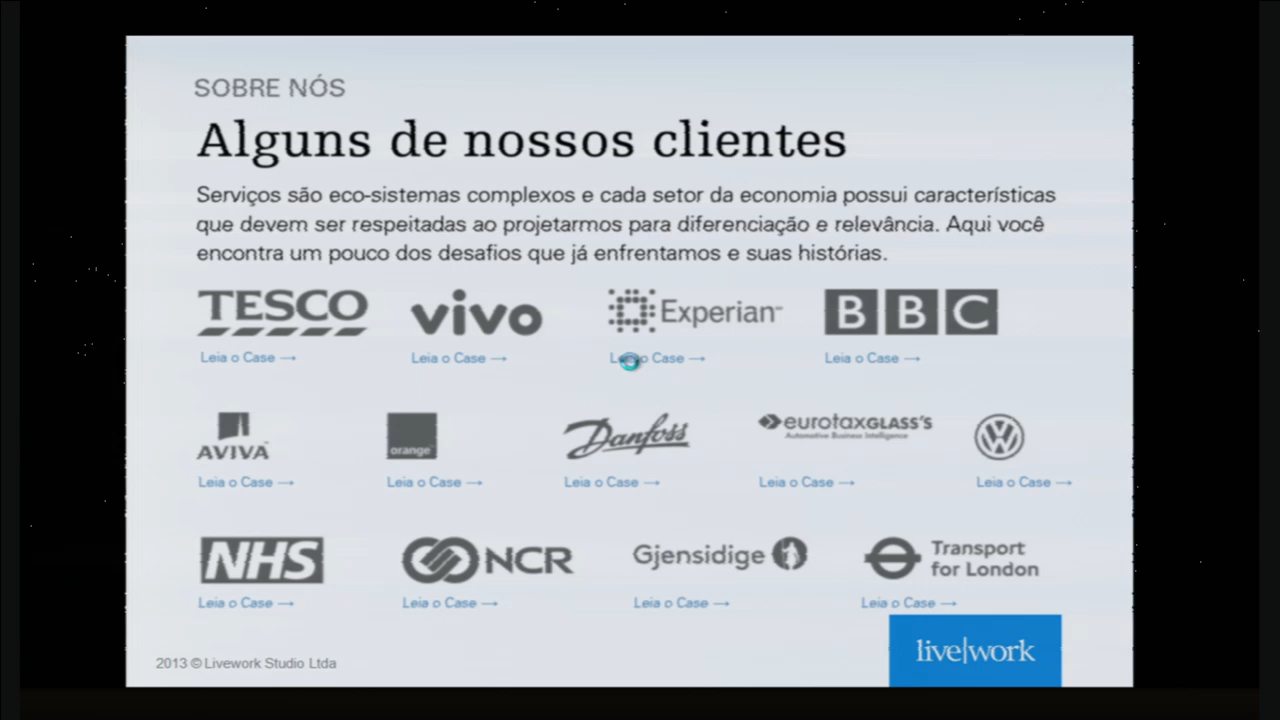 SOBRE NÓS
Alguns de nossos clientes
Serviços são eco-sistemas complexos e cada setor da economia possui características
que devem ser respeitadas ao projetarmos para diferenciação e relevância. Aqui você
encontra um pouco dos desafios que já enfrentamos e suas histórias.
TESCO vivo Experian™ BBC
Leia o Case → Leia o Case → Leia o Case → Leia o Case →
AVIVA orange™ Danfoss eurotaxGLASS'S
Automotive Business Intelligence
VW
Leia o Case → Leia o Case → Leia o Case → Leia o Case → Leia o Case →
NHS NCR Gjensidige Transport
for London
Leia o Case → Leia o Case → Leia o Case → Leia o Case →
2013 © Livework Studio Ltda
live|work